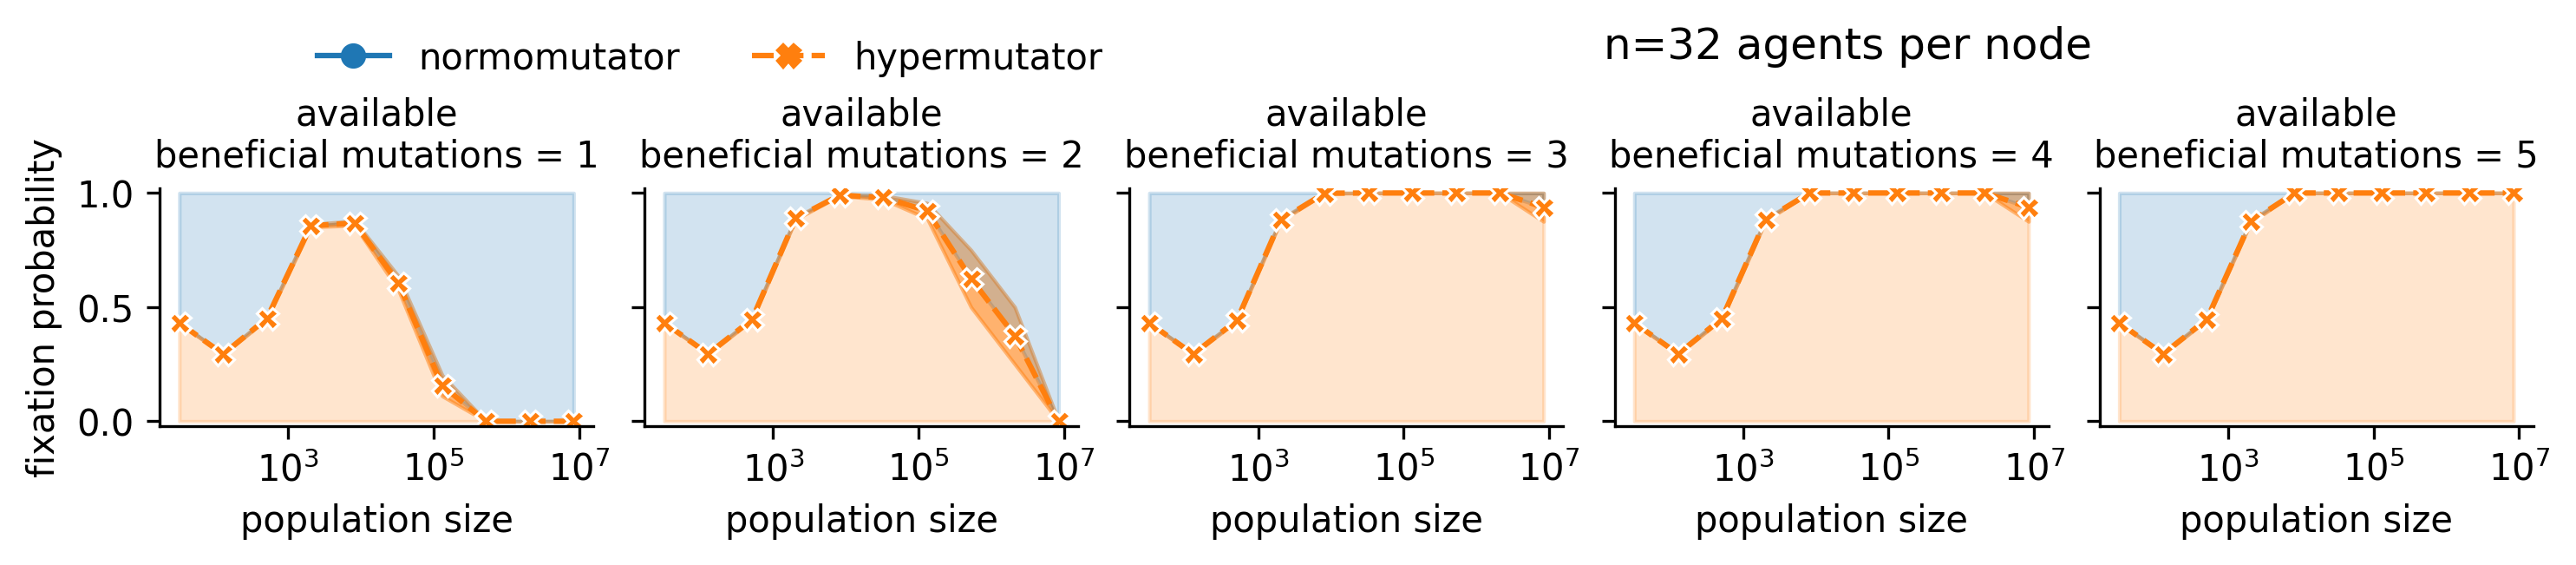 normomutator hypermutator n=32 agents per node
available available available available available
beneficial mutations = 1 beneficial mutations = 2 beneficial mutations = 3 beneficial mutations = 4 beneficial mutations = 5
fixation probability
1.0
0.5
0.0
10³ 10⁵ 10⁷ 10³ 10⁵ 10⁷ 10³ 10⁵ 10⁷ 10³ 10⁵ 10⁷ 10³ 10⁵ 10⁷
population size population size population size population size population size